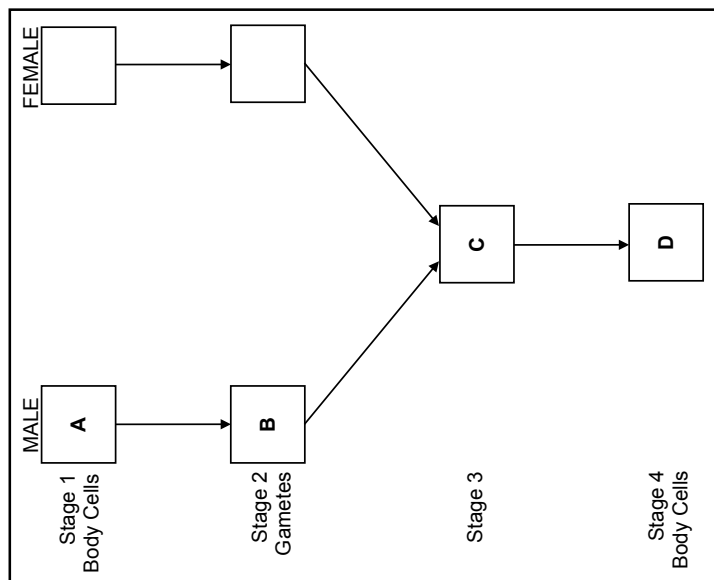 MALE
FEMALE
Stage 1
Body Cells
A
Stage 2
Gametes
B
Stage 3
C
Stage 4
Body Cells
D